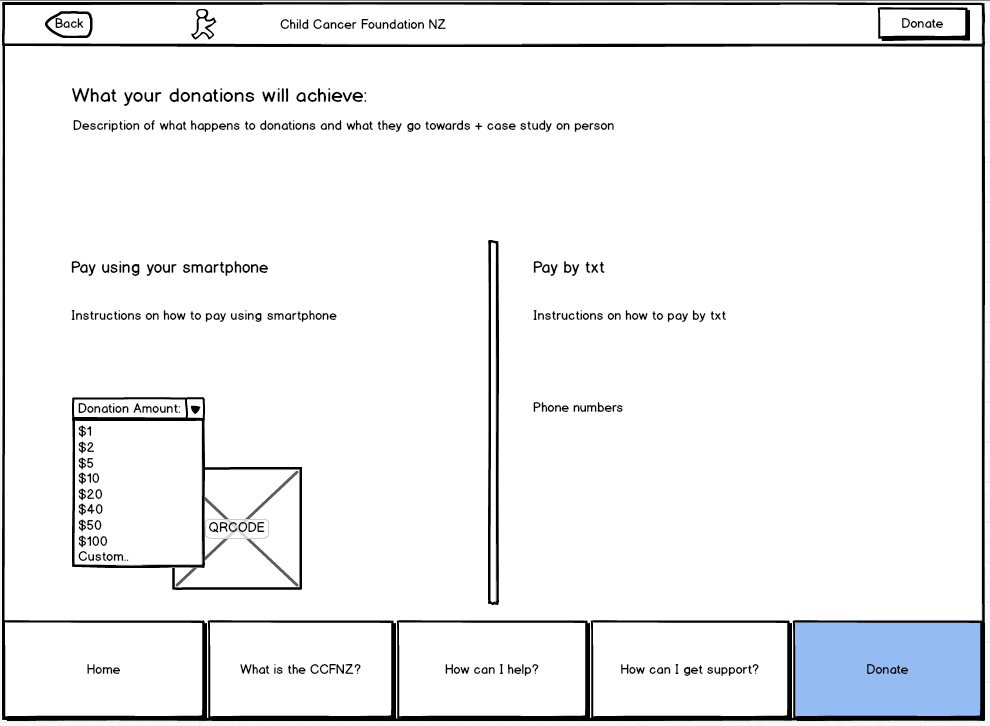 Back
Child Cancer Foundation NZ
Donate
What your donations will achieve:
Description of what happens to donations and what they go towards + case study on person
Pay using your smartphone
Instructions on how to pay using smartphone
Donation Amount:
$1
$2
$5
$10
$20
$40
$50
$100
Custom..
QRCODE
Pay by txt
Instructions on how to pay by txt
Phone numbers
Home
What is the CCFNZ?
How can I help?
How can I get support?
Donate